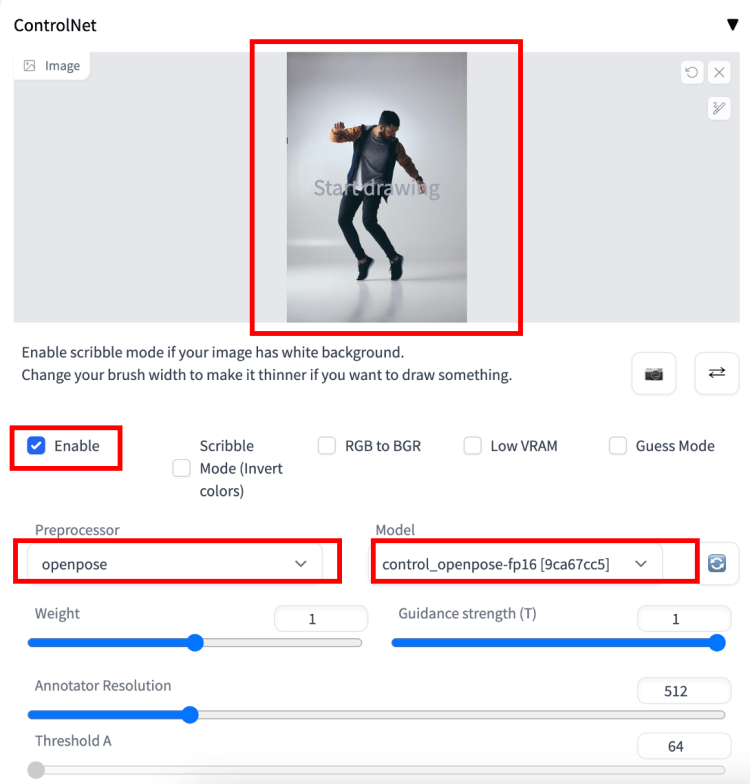 ControlNet
Image
Start drawing
Enable scribble mode if your image has white background.
Change your brush width to make it thinner if you want to draw something.
Enable
Scribble
Mode (Invert
colors)
RGB to BGR
Low VRAM
Guess Mode
Preprocessor
Model
openpose
control_openpose-fp16 [9ca67cc5]
Weight
1
Guidance strength (T)
1
Annotator Resolution
512
Threshold A
64